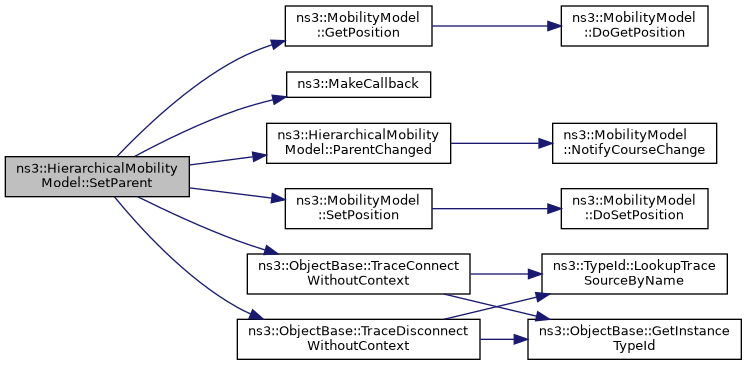 ns3::HierarchicalMobility
Model::SetParent
ns3::MobilityModel
::GetPosition
ns3::MobilityModel
::DoGetPosition
ns3::MakeCallback
ns3::HierarchicalMobility
Model::ParentChanged
ns3::MobilityModel
::NotifyCourseChange
ns3::MobilityModel
::SetPosition
ns3::MobilityModel
::DoSetPosition
ns3::ObjectBase::TraceConnect
WithoutContext
ns3::TypeId::LookupTrace
SourceByName
ns3::ObjectBase::TraceDisconnect
WithoutContext
ns3::ObjectBase::GetInstance
TypeId